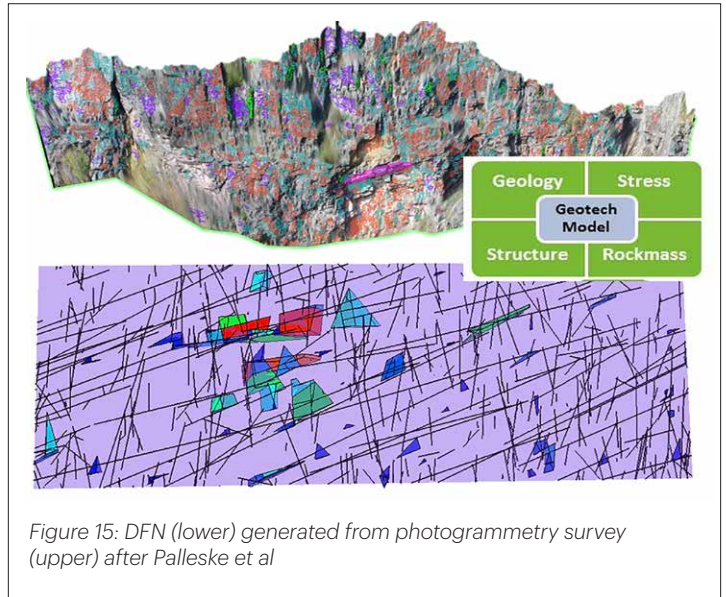 Geology
Stress
Geotech
Model
Structure
Rockmass
Figure 15: DFN (lower) generated from photogrammetry survey
(upper) after Palleske et al